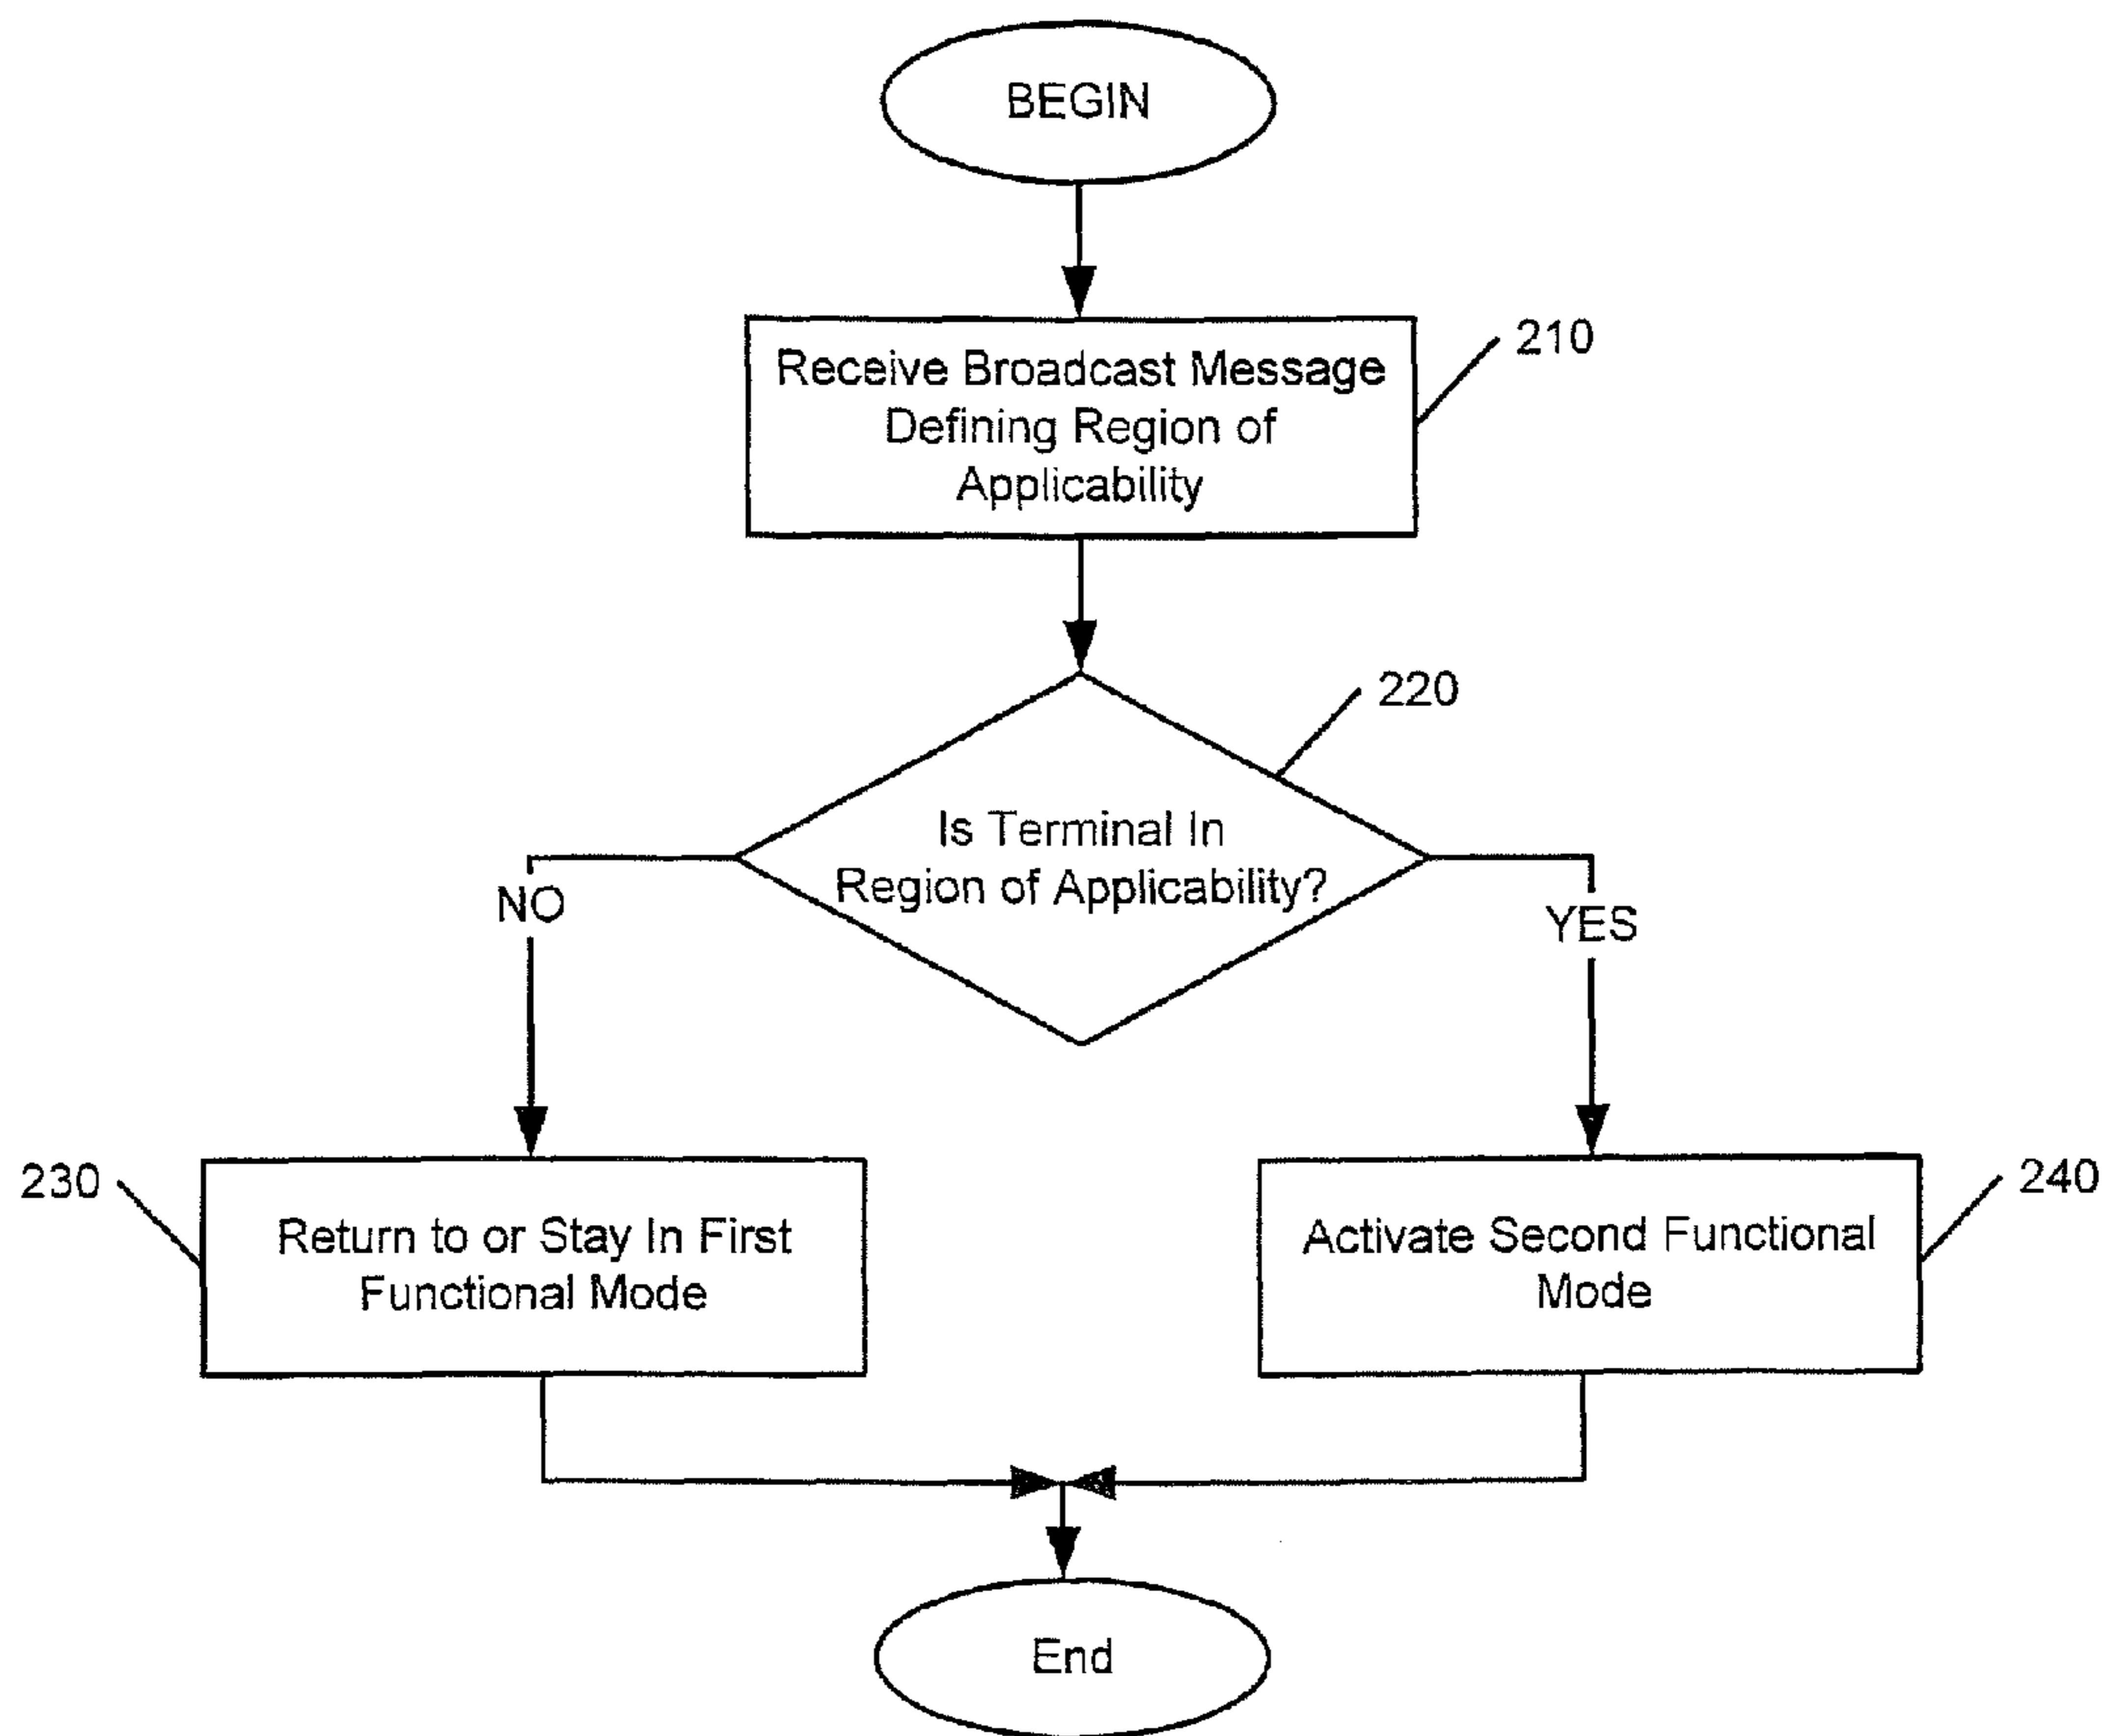 BEGIN
Receive Broadcast Message
Defining Region of
Applicability
210
220
Is Terminal In
Region of Applicability?
NO
YES
230
Return to or Stay In First
Functional Mode
Activate Second Functional
Mode
240
End